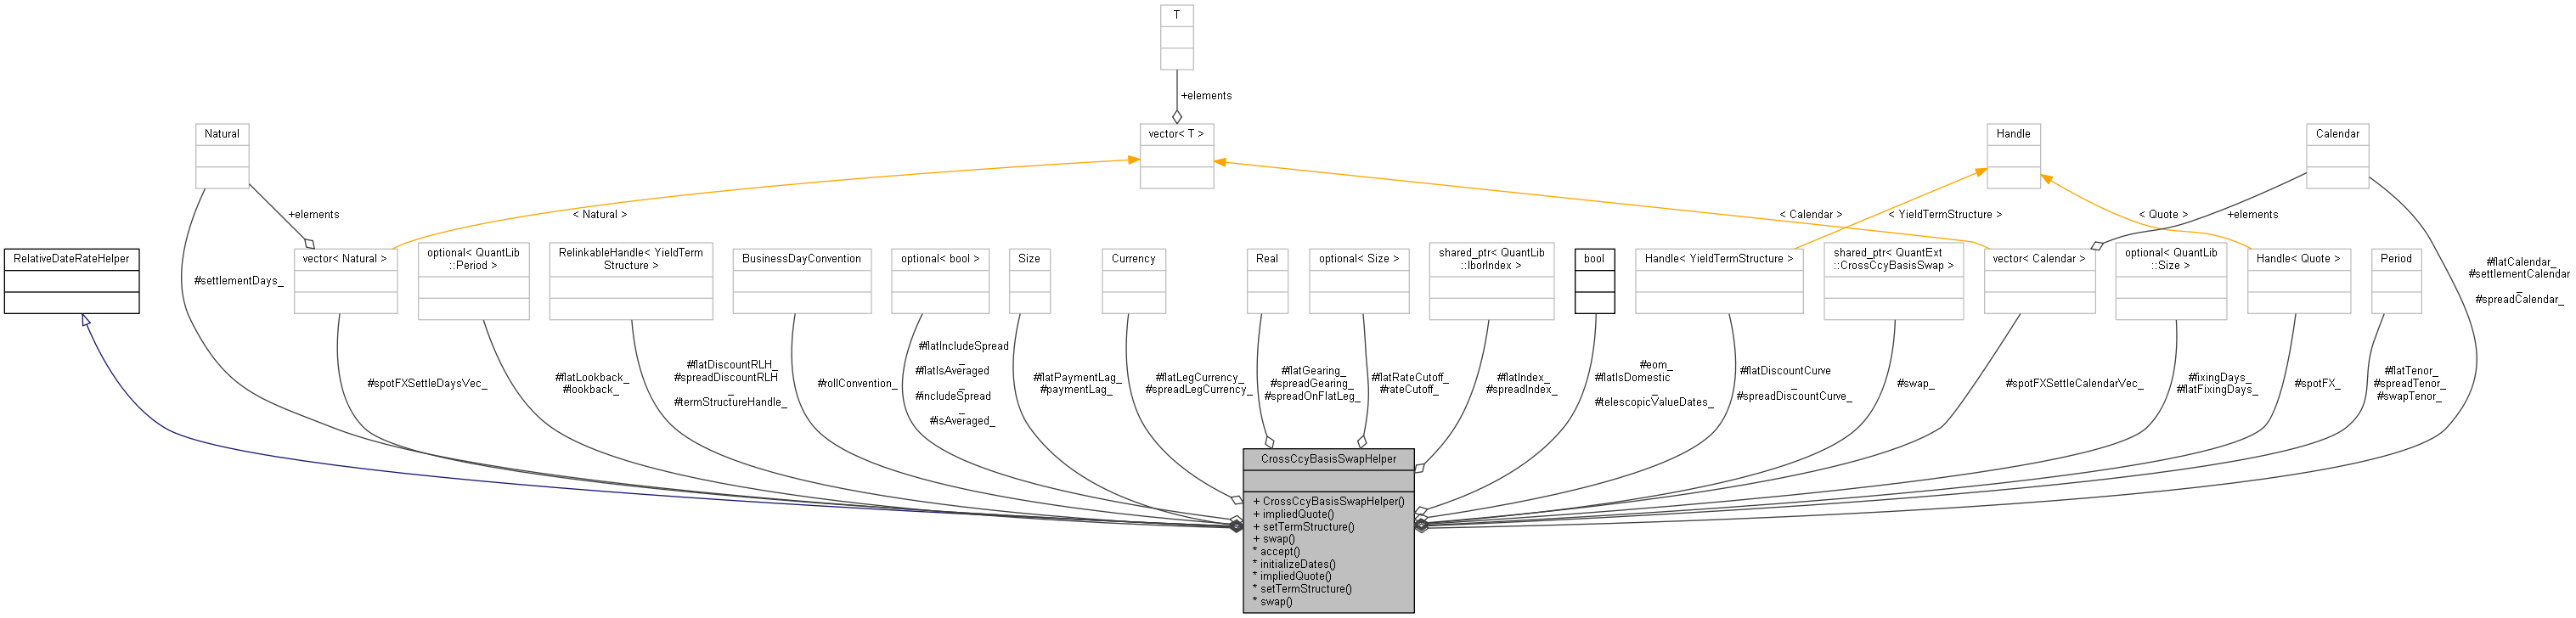 T
+elements
Natural
vector< T >
Handle
Calendar
+elements
< Natural >
< Calendar >
< YieldTermStructure >
< Quote >
+elements
RelativeDateRateHelper
vector< Natural >
optional< QuantLib
::Period >
RelinkableHandle< YieldTerm
Structure >
BusinessDayConvention
optional< bool >
Size
Currency
Real
optional< Size >
shared_ptr< QuantLib
::IborIndex >
bool
Handle< YieldTermStructure >
shared_ptr< QuantExt
::CrossCcyBasisSwap >
vector< Calendar >
optional< QuantLib
::Size >
Handle< Quote >
Period
#settlementDays_
#flatCalendar_
#settlementCalendar
_
#spreadCalendar_
#spotFXSettleDaysVec_
#flatLookback_
#lookback_
#flatDiscountRLH_
#spreadDiscountRLH
_
#termStructureHandle_
#rollConvention_
#flatIncludeSpread
_
#flatIsAveraged
_
#includeSpread
_
#isAveraged_
#flatPaymentLag_
#paymentLag_
#flatLegCurrency_
#spreadLegCurrency_
#flatGearing_
#spreadGearing_
#spreadOnFlatLeg_
#flatRateCutoff_
#rateCutoff_
#flatIndex_
#spreadIndex_
#eom_
#flatIsDomestic
_
#telescopicValueDates_
#flatDiscountCurve
_
#spreadDiscountCurve_
#swap_
#spotFXSettleCalendarVec_
#fixingDays_
#flatFixingDays_
#spotFX_
#flatTenor_
#spreadTenor_
#swapTenor_
CrossCcyBasisSwapHelper
+ CrossCcyBasisSwapHelper()
+ impliedQuote()
+ setTermStructure()
+ swap()
* accept()
* initializeDates()
* impliedQuote()
* setTermStructure()
* swap()